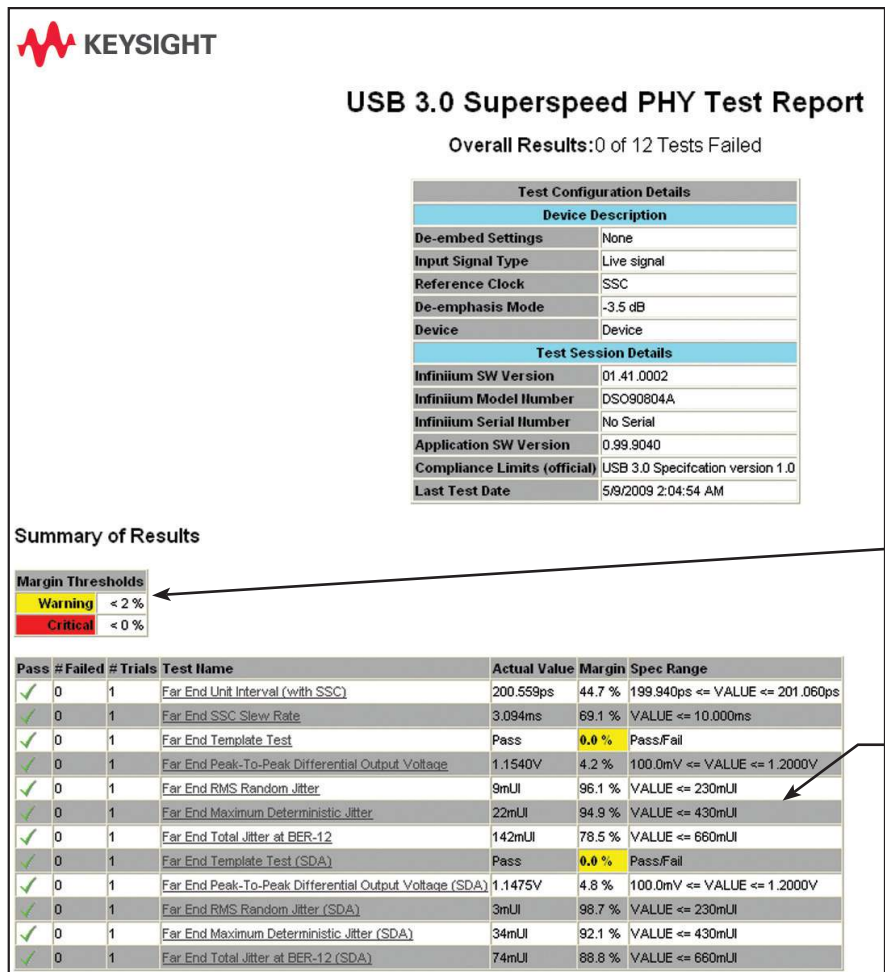 KEYSIGHT
USB 3.0 Superspeed PHY Test Report
Overall Results:0 of 12 Tests Failed
Test Configuration Details
Device Description
De-embed Settings None
Input Signal Type Live signal
Reference Clock SSC
De-emphasis Mode -3.5 dB
Device Device
Test Session Details
Infiniium SW Version 01.41.0002
Infiniium Model Number DSO90804A
Infiniium Serial Number No Serial
Application SW Version 0.99.9040
Compliance Limits (official) USB 3.0 Specifcation version 1.0
Last Test Date 5/9/2009 2:04:54 AM
Summary of Results
Margin Thresholds
Warning < 2 %
Critical < 0 %
Pass # Failed # Trials Test Name Actual Value Margin Spec Range
0 1 Far End Unit Interval (with SSC) 200.559ps 44.7 % 199.940ps <= VALUE <= 201.060ps
0 1 Far End SSC Slew Rate 3.094ms 69.1 % VALUE <= 10.000ms
0 1 Far End Template Test Pass 0.0 % Pass/Fail
0 1 Far End Peak-To-Peak Differential Output Voltage 1.1540V 4.2 % 100.0mV <= VALUE <= 1.2000V
0 1 Far End RMS Random Jitter 9mUI 96.1 % VALUE <= 230mUI
0 1 Far End Maximum Deterministic Jitter 22mUI 94.9 % VALUE <= 430mUI
0 1 Far End Total Jitter at BER-12 142mUI 78.5 % VALUE <= 660mUI
0 1 Far End Template Test (SDA) Pass 0.0 % Pass/Fail
0 1 Far End Peak-To-Peak Differential Output Voltage (SDA) 1.1475V 4.8 % 100.0mV <= VALUE <= 1.2000V
0 1 Far End RMS Random Jitter (SDA) 3mUI 98.7 % VALUE <= 230mUI
0 1 Far End Maximum Deterministic Jitter (SDA) 34mUI 92.1 % VALUE <= 430mUI
0 1 Far End Total Jitter at BER-12 (SDA) 74mUI 88.8 % VALUE <= 660mUI